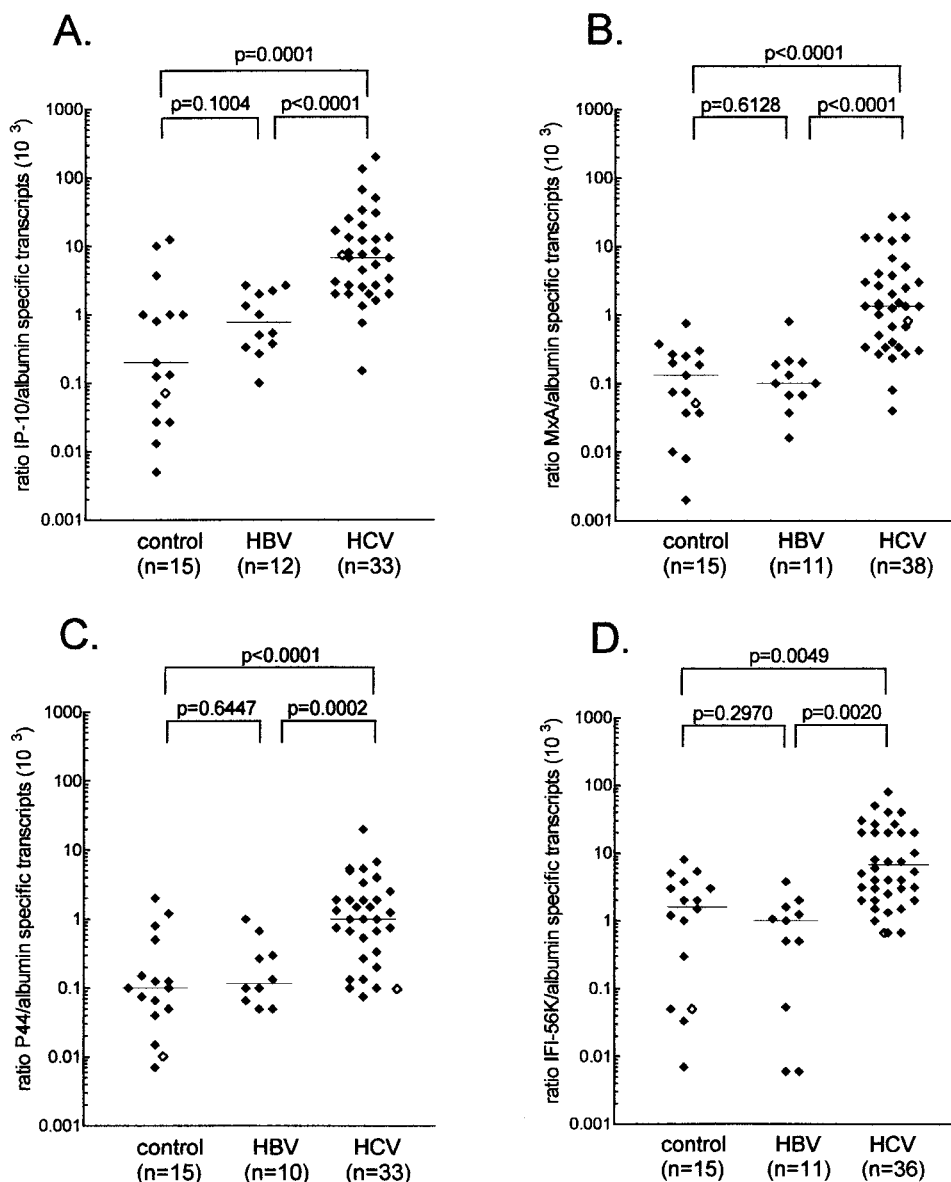 A.
p=0.0001
p=0.1004 p<0.0001
ratio IP-10/albumin specific transcripts (10 3)
1000
100
10
1
0.1
0.01
0.001
control HBV HCV
(n=15) (n=12) (n=33)
B.
p<0.0001
p=0.6128 p<0.0001
ratio MxA/albumin specific transcripts (10 3)
1000
100
10
1
0.1
0.01
0.001
control HBV HCV
(n=15) (n=11) (n=38)
C.
p<0.0001
p=0.6447 p=0.0002
ratio P44/albumin specific transcripts (10 3)
1000
100
10
1
0.1
0.01
0.001
control HBV HCV
(n=15) (n=10) (n=33)
D.
p=0.0049
p=0.2970 p=0.0020
ratio IFI-56K/albumin specific transcripts (10 3)
1000
100
10
1
0.1
0.01
0.001
control HBV HCV
(n=15) (n=11) (n=36)